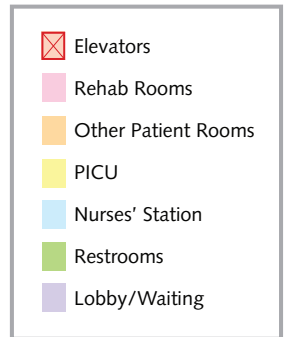 Elevators
Rehab Rooms
Other Patient Rooms
PICU
Nurses' Station
Restrooms
Lobby/Waiting